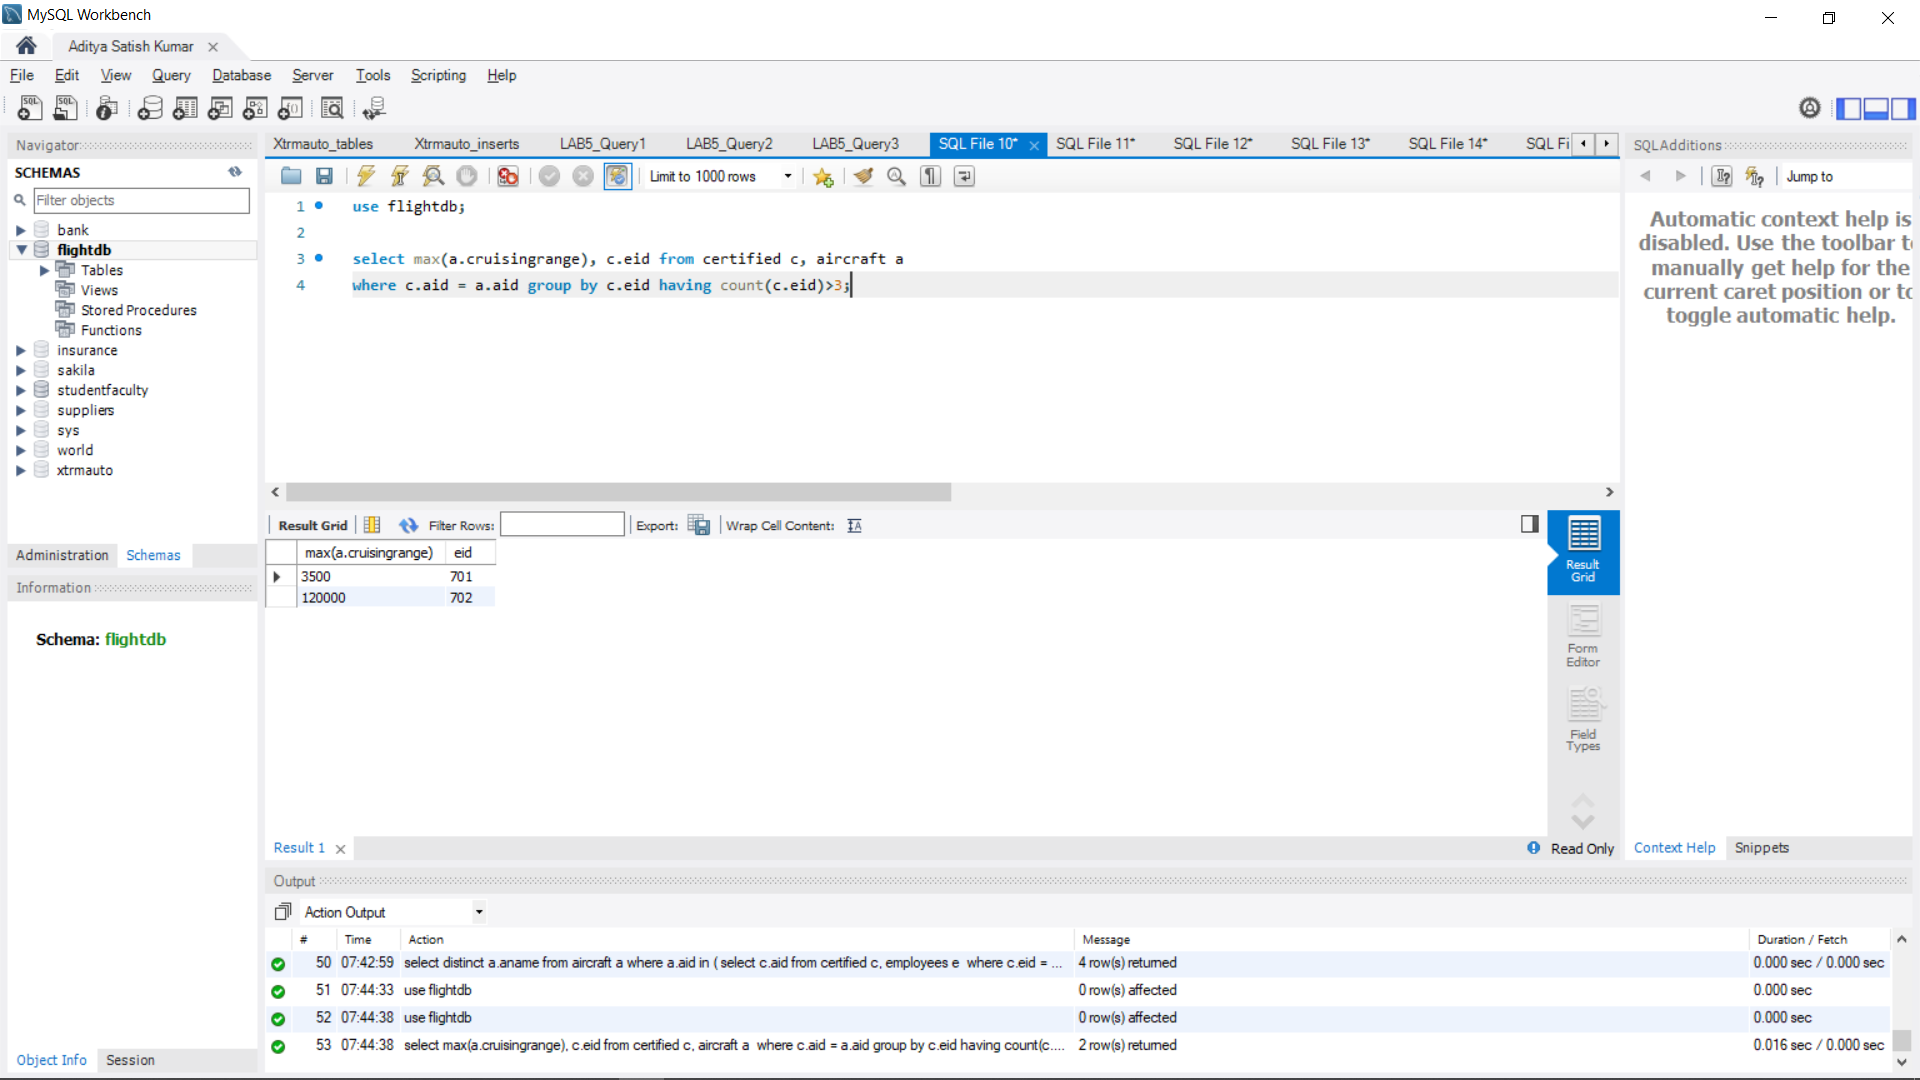 MySQL Workbench
Aditya Satish Kumar
File Edit View Query Database Server Tools Scripting Help
Navigator
SCHEMAS
Filter objects
bank
flightdb
Tables
Views
Stored Procedures
Functions
insurance
sakila
studentfaculty
suppliers
sys
world
xtrmauto
Administration Schemas
Information
Schema: flightdb
Object Info Session
Xtrmauto_tables Xtrmauto_inserts LAB5_Query1 LAB5_Query2 LAB5_Query3 SQL File 10* SQL File 11* SQL File 12* SQL File 13* SQL File 14* SQL Fi
Limit to 1000 rows
1 use flightdb;
2
3 select max(a.cruisingrange), c.eid from certified c, aircraft a
4 where c.aid = a.aid group by c.eid having count(c.eid)>3;
Result Grid Filter Rows: Export: Wrap Cell Content:
max(a.cruisingrange) eid
3500 701
120000 702
Result
Grid
Form
Editor
Field
Types
Result 1 Read Only
SQLAdditions
Jump to
Automatic context help is
disabled. Use the toolbar t
manually get help for the
current caret position or to
toggle automatic help.
Context Help Snippets
Output
Action Output
# Time Action Message Duration / Fetch
50 07:42:59 select distinct a.aname from aircraft a where a.aid in ( select c.aid from certified c, employees e where c.eid = ... 4 row(s) returned 0.000 sec / 0.000 sec
51 07:44:33 use flightdb 0 row(s) affected 0.000 sec
52 07:44:38 use flightdb 0 row(s) affected 0.000 sec
53 07:44:38 select max(a.cruisingrange), c.eid from certified c, aircraft a where c.aid = a.aid group by c.eid having count(c.... 2 row(s) returned 0.016 sec / 0.000 sec